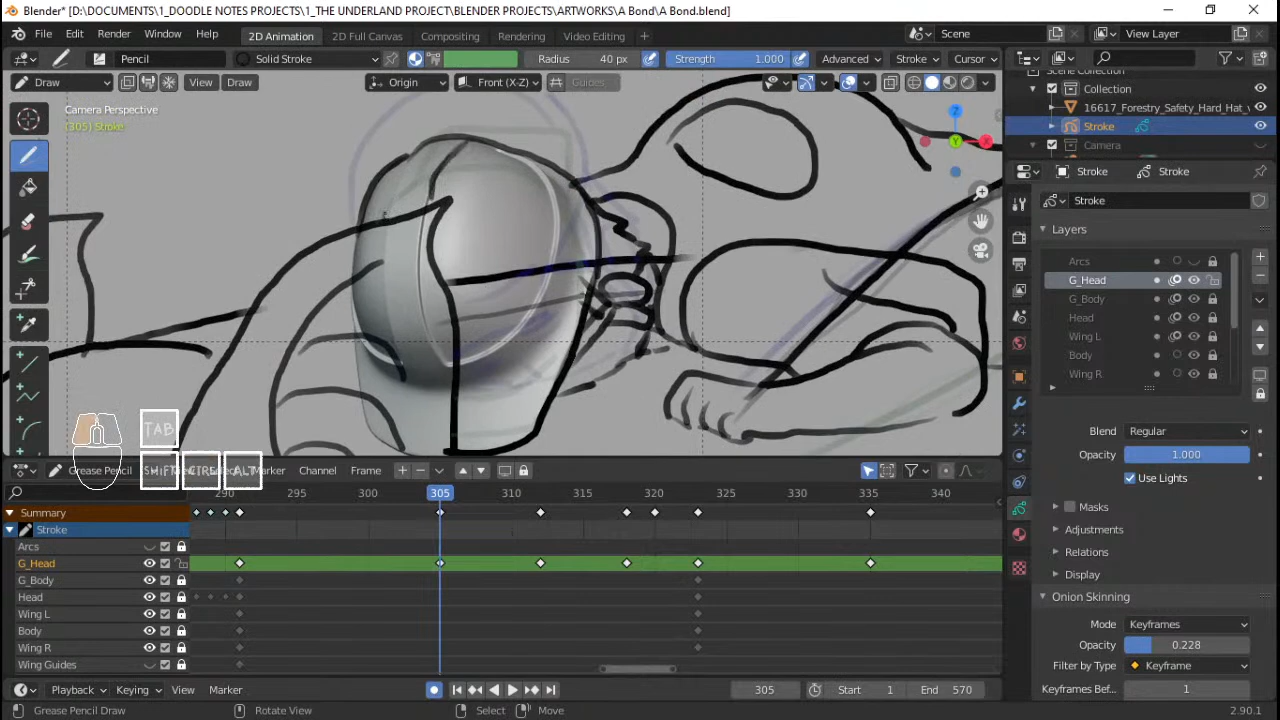 Blender* [D:\DOCUMENTS\1_DOODLE NOTES PROJECTS\1_THE UNDERLAND PROJECT\BLENDER PROJECTS\ARTWORKS\A Bond\A Bond.blend]
File Edit Render Window Help 2D Animation 2D Full Canvas Compositing Rendering Video Editing + Scene View Layer
Pencil Solid Stroke Radius 40 px Strength 1.000 Advanced Stroke Cursor
Draw View Draw Origin Front (X-Z) Guides
Camera Perspective
(305) Stroke
Z
Y
X
Scene Collection
Collection
16617_Forestry_Safety_Hard_Hat_
Stroke
Camera
Stroke Stroke
Stroke
Layers
Arcs
G_Head
G_Body
Head
Wing L
Body
Wing R
Blend Regular
Opacity 1.000
Use Lights
Masks
Adjustments
Relations
Display
Onion Skinning
Mode Keyframes
Opacity 0.228
Filter by Type Keyframe
Keyframes Bef... 1
TAB
SHIFT CTRL ALT
Grease Pencil View Select Marker Channel Frame
290 295 300 305 310 315 320 325 330 335 340
Summary
Stroke
Arcs
G_Head
G_Body
Head
Wing L
Body
Wing R
Wing Guides
Playback Keying View Marker 305 Start 1 End 570
Grease Pencil Draw Rotate View Select Move 2.90.1